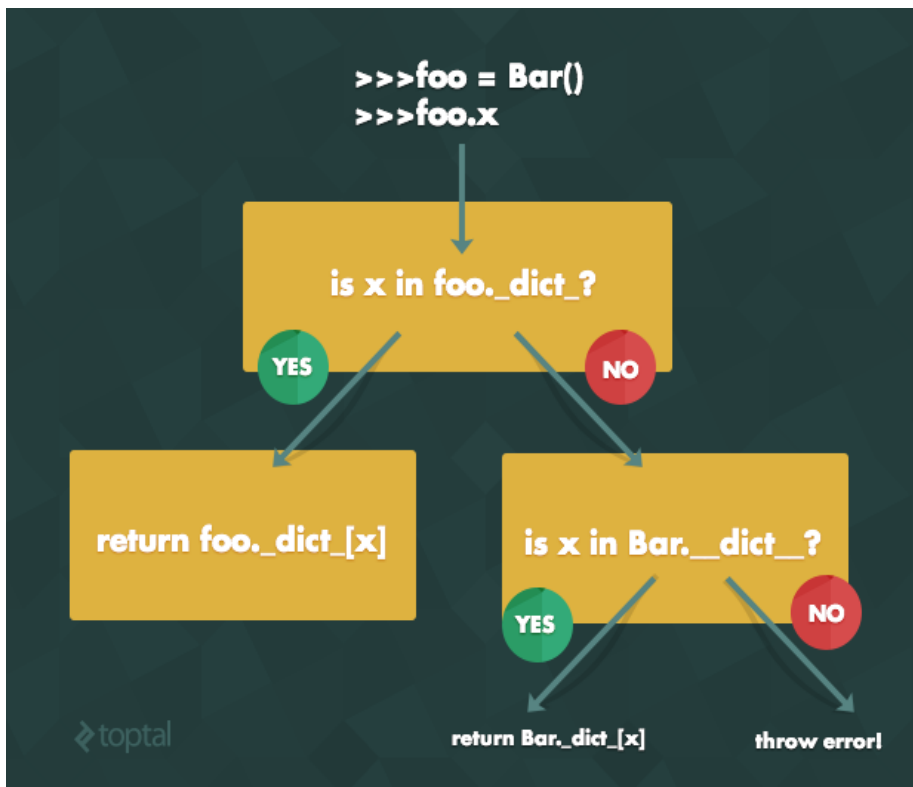 >>>foo = Bar()
>>>foo.x
is x in foo._dict_?
YES
NO
return foo._dict_[x]
is x in Bar.__dict__?
YES
NO
return Bar._dict_[x]
throw error!
toptal